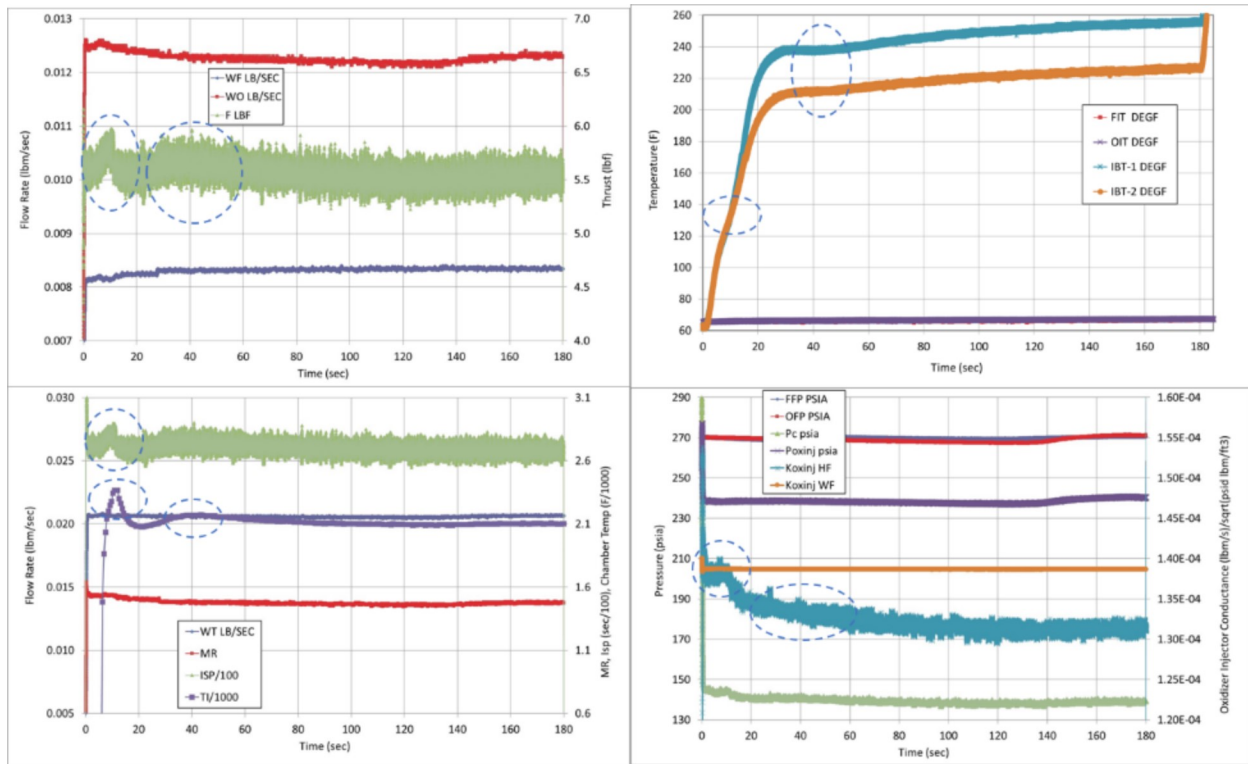 0.013
0.012
0.011
0.010
0.009
0.008
0.007
Flow Rate (lbm/sec)
WF LB/SEC
WO LB/SEC
F LBF
7.0
6.5
6.0
5.5
5.0
4.5
4.0
Thrust (lbf)
0 20 40 60 80 100 120 140 160 180
Time (sec)
260
240
220
200
180
160
140
120
100
80
60
Temperature (F)
FIT DEGF
OIT DEGF
IBT-1 DEGF
IBT-2 DEGF
0 20 40 60 80 100 120 140 160 180
Time (sec)
0.030
0.025
0.020
0.015
0.010
0.005
Flow Rate (lbm/sec)
WT LB/SEC
MR
ISP/100
TI/1000
3.1
2.6
2.1
1.6
1.1
0.6
MR, Isp (sec/100), Chamber Temp (F/1000)
0 20 40 60 80 100 120 140 160 180
Time (sec)
290
270
250
230
210
190
170
150
130
Pressure (psia)
FFP PSIA
OFP PSIA
Pc psia
Poxinj psia
Koxinj HF
Koxinj WF
1.60E-04
1.55E-04
1.50E-04
1.45E-04
1.40E-04
1.35E-04
1.30E-04
1.25E-04
1.20E-04
Oxidizer Injector Conductance (lbm/s)/sqrt(psid lbm/ft3)
0 20 40 60 80 100 120 140 160 180
Time (sec)